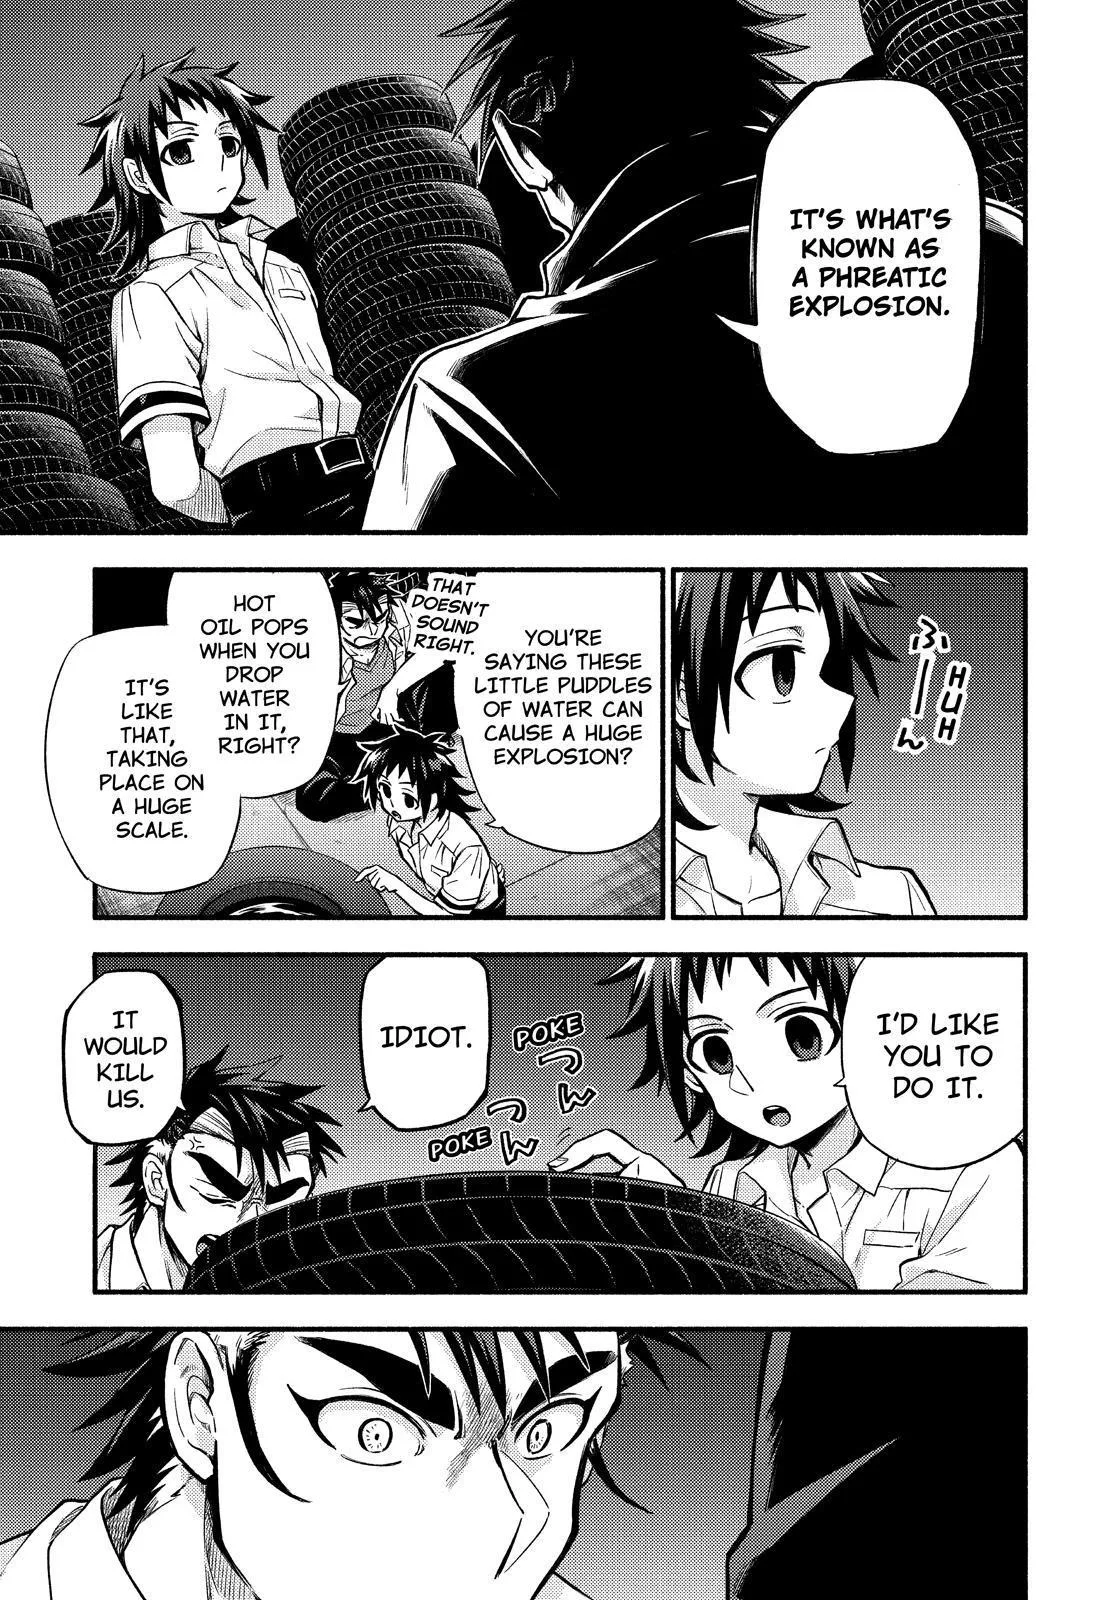 IT'S WHAT'S
KNOWN AS
A PHREATIC
EXPLOSION.
ふーん
HUH
YOU'RE
SAYING THESE
LITTLE PUDDLES
OF WATER CAN
CAUSE A HUGE
EXPLOSION?
THAT
DOESN'T
SOUND
RIGHT.
HOT
OIL POPS
WHEN YOU
DROP
WATER
IN IT,
RIGHT?
IT'S
LIKE
THAT,
TAKING
PLACE ON
A HUGE
SCALE.
I'D LIKE
YOU TO
DO IT.
POKE
つん
POKE
つん
IDIOT.
IT
WOULD
KILL
US.